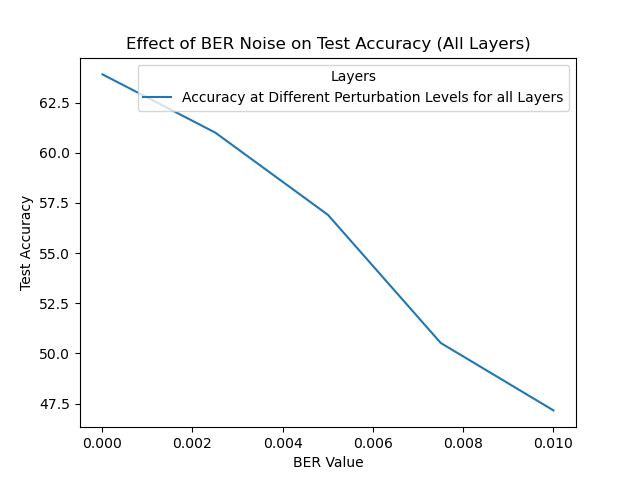 Effect of BER Noise on Test Accuracy (All Layers)
Layers
Accuracy at Different Perturbation Levels for all Layers
Test Accuracy
62.5
60.0
57.5
55.0
52.5
50.0
47.5
0.000 0.002 0.004 0.006 0.008 0.010
BER Value